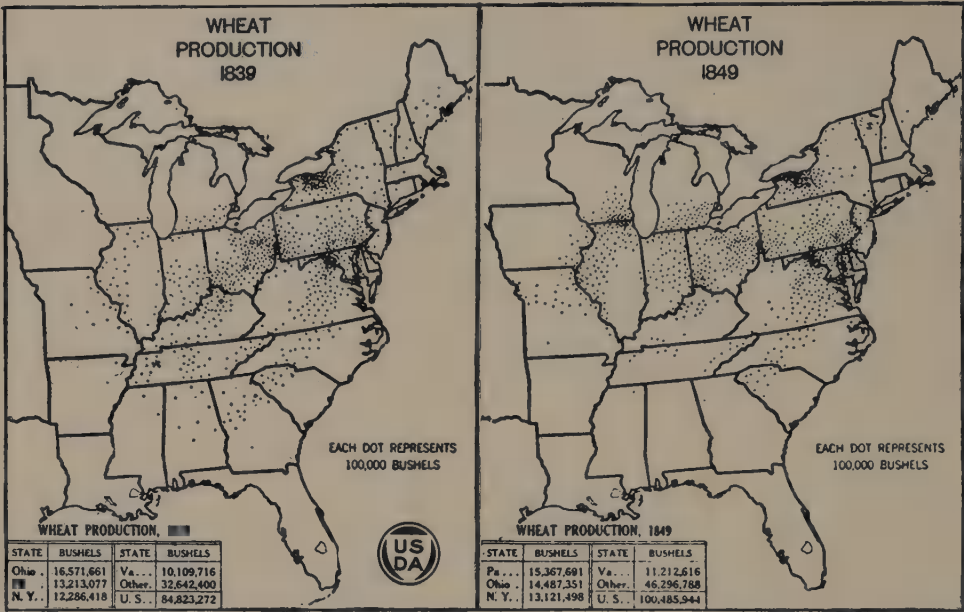 WHEAT
PRODUCTION
1839
EACH DOT REPRESENTS
100,000 BUSHELS
WHEAT PRODUCTION,
STATE BUSHELS STATE BUSHELS
Ohio . 16,571,661 Va... 10,109,716
13,213,077 Other. 32,642,400
N. Y.. 12,286,418 U. S.. 84,823,272
US
DA
WHEAT
PRODUCTION
1849
EACH DOT REPRESENTS
100,000 BUSHELS
WHEAT PRODUCTION, 1849
STATE BUSHELS STATE BUSHELS
Pa... 15,367,691 Va... 11,212,616
Ohio. 14,487,351 Other. 46,296,788
N. Y.. 13,121,498 U. S.. 100,485,944